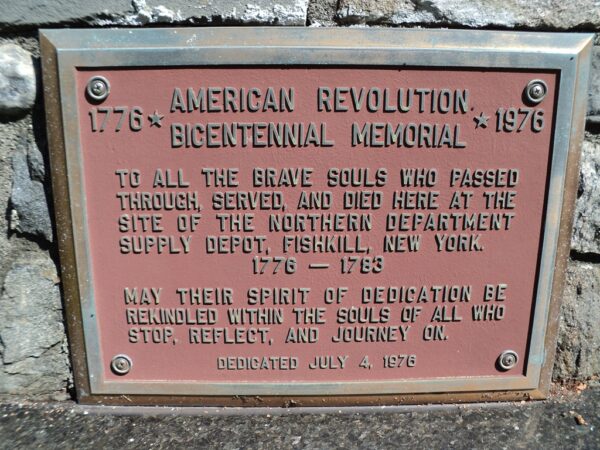 AMERICAN REVOLUTION
1776 ★ BICENTENNIAL MEMORIAL ★ 1976
TO ALL THE BRAVE SOULS WHO PASSED
THROUGH, SERVED, AND DIED HERE AT THE
SITE OF THE NORTHERN DEPARTMENT
SUPPLY DEPOT, FISHKILL, NEW YORK.
1776 — 1783
MAY THEIR SPIRIT OF DEDICATION BE
REKINDLED WITHIN THE SOULS OF ALL WHO
STOP, REFLECT, AND JOURNEY ON.
DEDICATED JULY 4, 1976